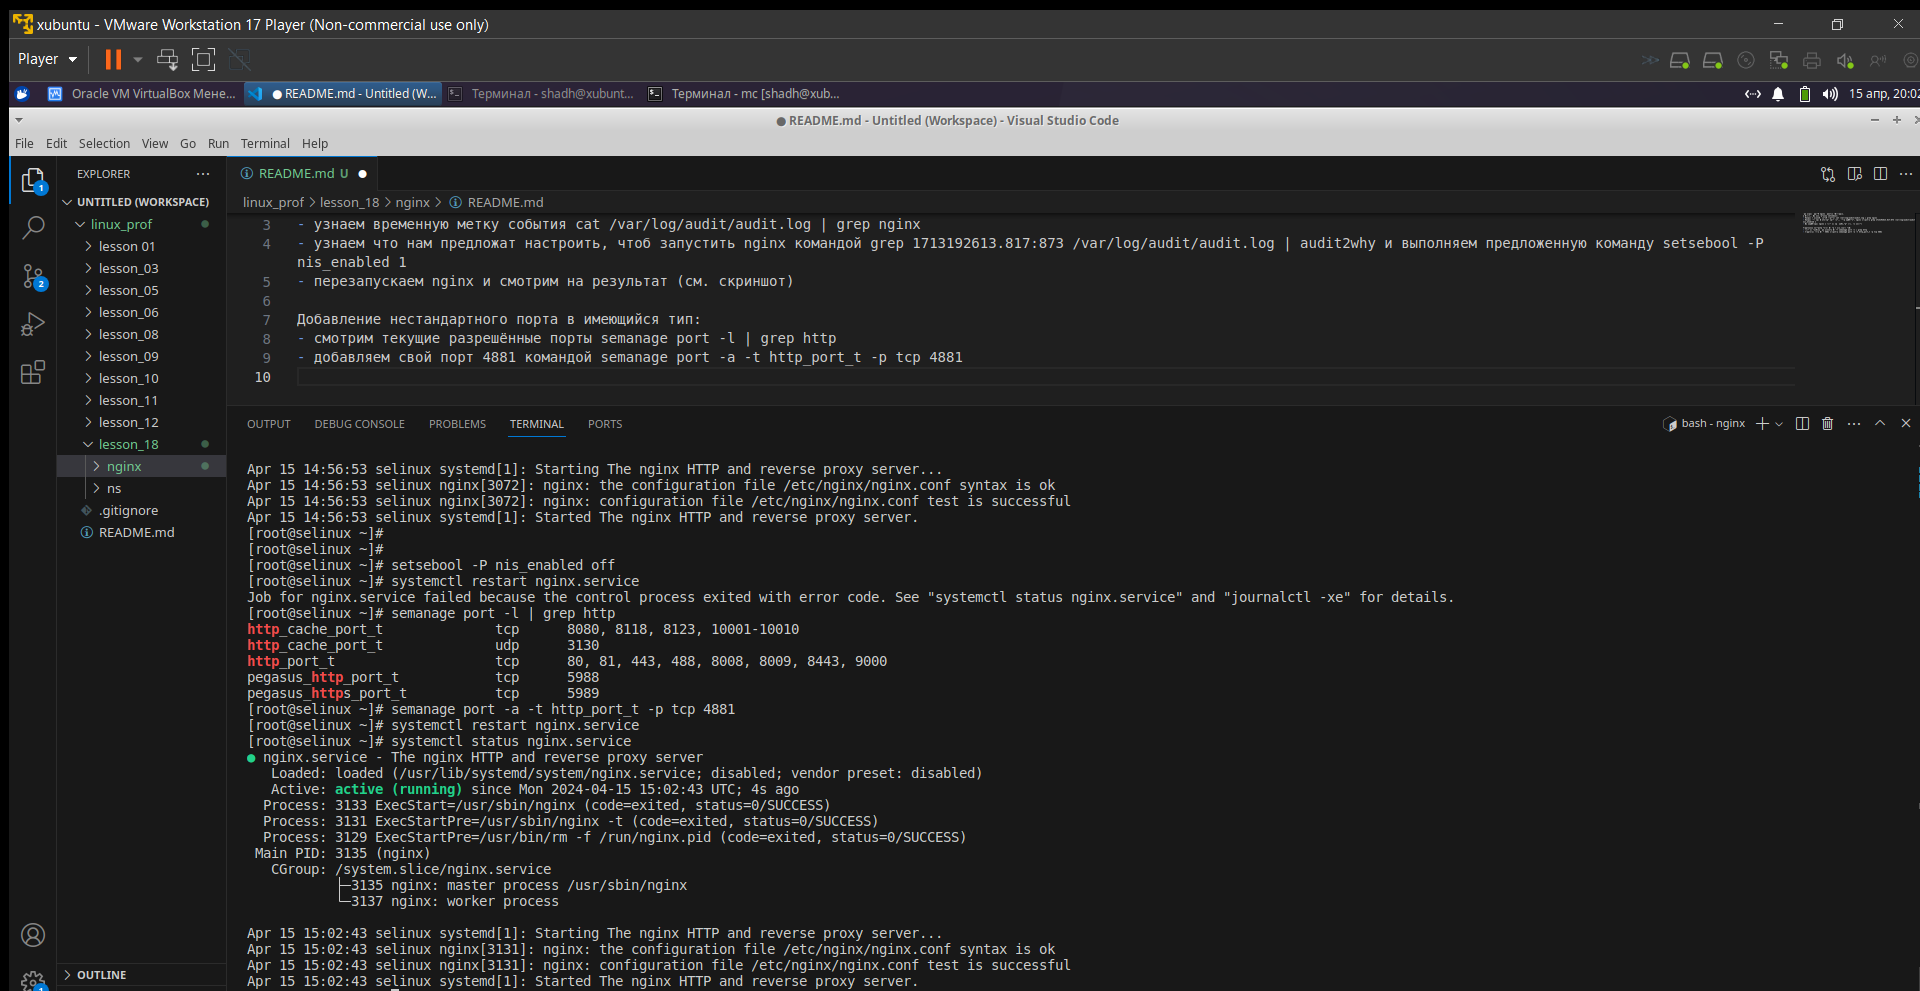 xubuntu - VMware Workstation 17 Player (Non-commercial use only)
Player
Oracle VM VirtualBox Мене...
README.md - Untitled (W...
Терминал - shadh@xubunt...
Терминал - mc [shadh@xub...
15 апр, 20:02
README.md - Untitled (Workspace) - Visual Studio Code
File Edit Selection View Go Run Terminal Help
EXPLORER
README.md U
UNTITLED (WORKSPACE)
linux_prof > lesson_18 > nginx > README.md
linux_prof
lesson 01
lesson_03
lesson_05
lesson_06
lesson_08
lesson_09
lesson_10
lesson_11
lesson_12
lesson_18
nginx
ns
.gitignore
README.md
OUTLINE
1
2
1
3 - узнаем временную метку события cat /var/log/audit/audit.log | grep nginx
4 - узнаем что нам предложат настроить, чтоб запустить nginx командой grep 1713192613.817:873 /var/log/audit/audit.log | audit2why и выполняем предложенную команду setsebool -P
nis_enabled 1
5 - перезапускаем nginx и смотрим на результат (см. скриншот)
6
7 Добавление нестандартного порта в имеющийся тип:
8 - смотрим текущие разрешённые порты semanage port -l | grep http
9 - добавляем свой порт 4881 командой semanage port -a -t http_port_t -p tcp 4881
10
OUTPUT DEBUG CONSOLE PROBLEMS TERMINAL PORTS
bash - nginx
Apr 15 14:56:53 selinux systemd[1]: Starting The nginx HTTP and reverse proxy server...
Apr 15 14:56:53 selinux nginx[3072]: nginx: the configuration file /etc/nginx/nginx.conf syntax is ok
Apr 15 14:56:53 selinux nginx[3072]: nginx: configuration file /etc/nginx/nginx.conf test is successful
Apr 15 14:56:53 selinux systemd[1]: Started The nginx HTTP and reverse proxy server.
[root@selinux ~]#
[root@selinux ~]#
[root@selinux ~]# setsebool -P nis_enabled off
[root@selinux ~]# systemctl restart nginx.service
Job for nginx.service failed because the control process exited with error code. See "systemctl status nginx.service" and "journalctl -xe" for details.
[root@selinux ~]# semanage port -l | grep http
http_cache_port_t tcp 8080, 8118, 8123, 10001-10010
http_cache_port_t udp 3130
http_port_t tcp 80, 81, 443, 488, 8008, 8009, 8443, 9000
pegasus_http_port_t tcp 5988
pegasus_https_port_t tcp 5989
[root@selinux ~]# semanage port -a -t http_port_t -p tcp 4881
[root@selinux ~]# systemctl restart nginx.service
[root@selinux ~]# systemctl status nginx.service
● nginx.service - The nginx HTTP and reverse proxy server
Loaded: loaded (/usr/lib/systemd/system/nginx.service; disabled; vendor preset: disabled)
Active: active (running) since Mon 2024-04-15 15:02:43 UTC; 4s ago
Process: 3133 ExecStart=/usr/sbin/nginx (code=exited, status=0/SUCCESS)
Process: 3131 ExecStartPre=/usr/sbin/nginx -t (code=exited, status=0/SUCCESS)
Process: 3129 ExecStartPre=/usr/bin/rm -f /run/nginx.pid (code=exited, status=0/SUCCESS)
Main PID: 3135 (nginx)
CGroup: /system.slice/nginx.service
├─3135 nginx: master process /usr/sbin/nginx
└─3137 nginx: worker process
Apr 15 15:02:43 selinux systemd[1]: Starting The nginx HTTP and reverse proxy server...
Apr 15 15:02:43 selinux nginx[3131]: nginx: the configuration file /etc/nginx/nginx.conf syntax is ok
Apr 15 15:02:43 selinux nginx[3131]: nginx: configuration file /etc/nginx/nginx.conf test is successful
Apr 15 15:02:43 selinux systemd[1]: Started The nginx HTTP and reverse proxy server.